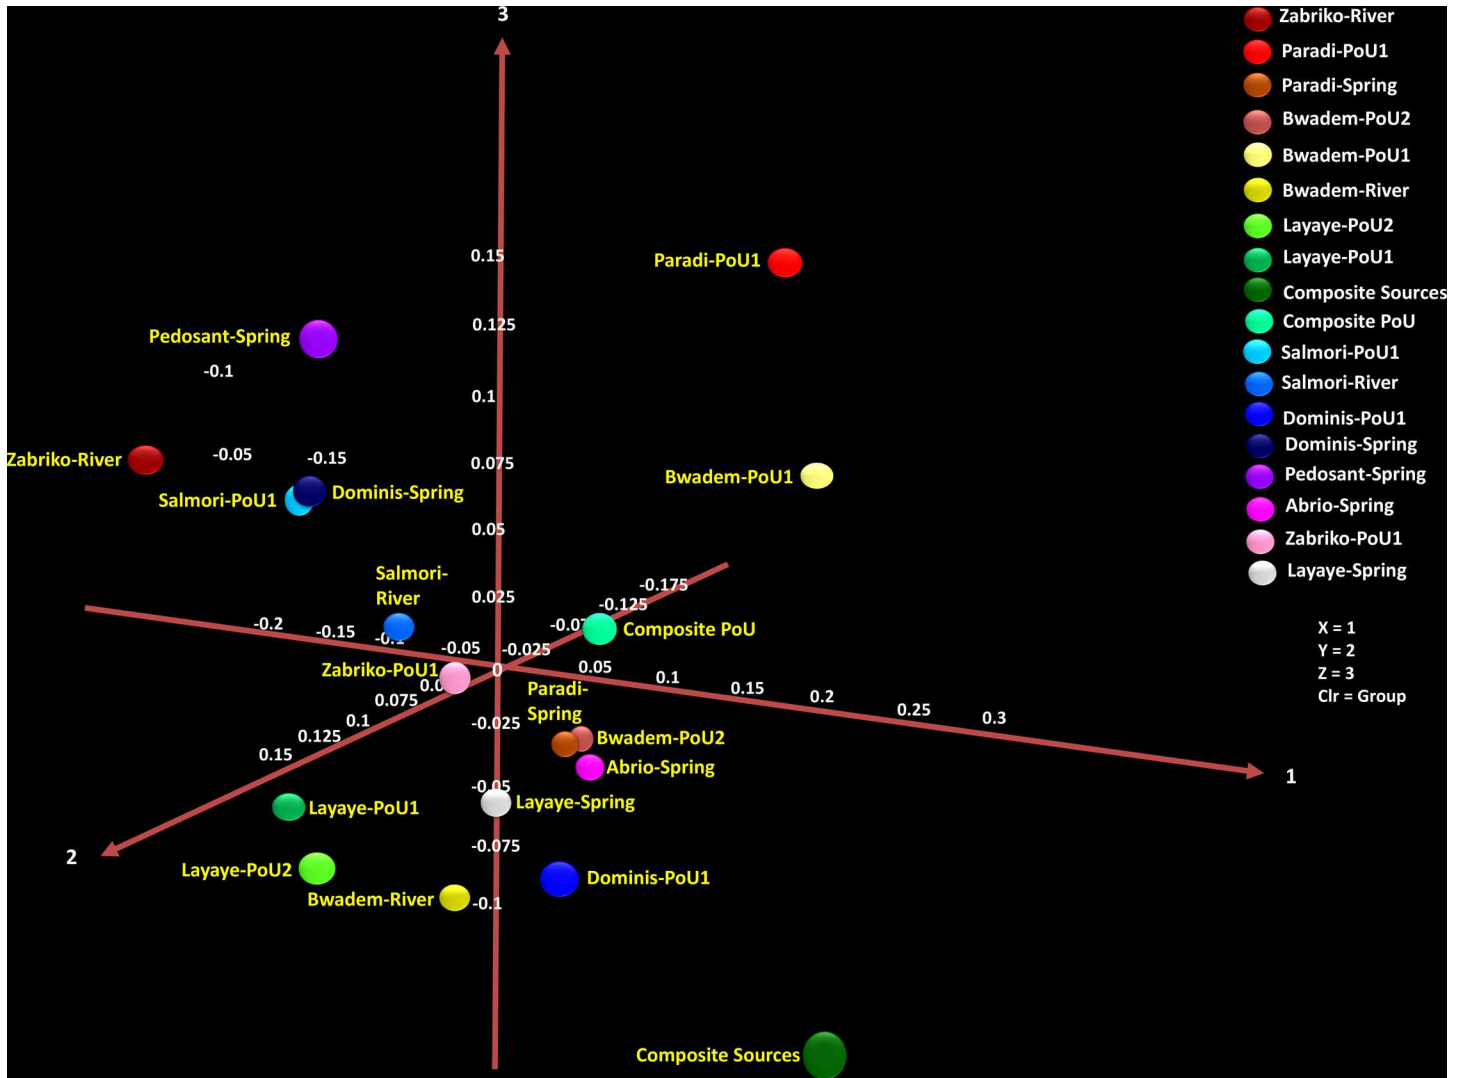 3
0.15
0.125
0.1
0.075
0.05
0.025
0
-0.025
-0.05
-0.075
-0.1
Paradi-PoU1
Pedosant-Spring
-0.1
Zabriko-River
-0.05
-0.15
Salmori-PoU1
Dominis-Spring
Bwadem-PoU1
Salmori-
River
-0.2
-0.15
-0.1
-0.05
-0.025
-0.125
-0.175
Composite PoU
Zabriko-PoU1
0.075
0.1
0.125
0.15
2
0.05
0.1
0.15
0.2
0.25
0.3
1
Paradi-
Spring
Bwadem-PoU2
Abrio-Spring
Layaye-Spring
Layaye-PoU1
Layaye-PoU2
Bwadem-River
Dominis-PoU1
Composite Sources
Zabriko-River
Paradi-PoU1
Paradi-Spring
Bwadem-PoU2
Bwadem-PoU1
Bwadem-River
Layaye-PoU2
Layaye-PoU1
Composite Sources
Composite PoU
Salmori-PoU1
Salmori-River
Dominis-PoU1
Dominis-Spring
Pedosant-Spring
Abrio-Spring
Zabriko-PoU1
Layaye-Spring
X = 1
Y = 2
Z = 3
Clr = Group